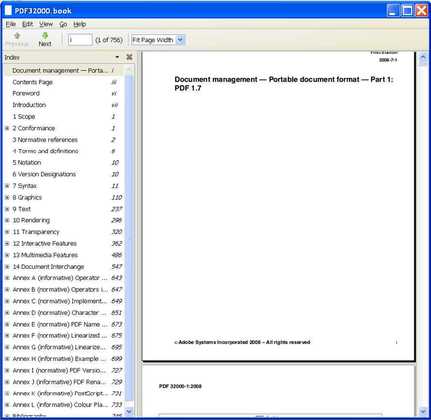 PDF32000.book
File Edit View Go Help
Previous Next i (1 of 756) Fit Page Width
Index
Document management — Porta... i
Contents Page iii
Foreword vi
Introduction vii
1 Scope 1
2 Conformance 1
3 Normative references 2
4 Terms and definitions 6
5 Notation 10
6 Version Designations 10
7 Syntax 11
8 Graphics 110
9 Text 237
10 Rendering 296
11 Transparency 320
12 Interactive Features 362
13 Multimedia Features 486
14 Document Interchange 547
Annex A (informative) Operator ... 643
Annex B (normative) Operators i... 647
Annex C (normative) Implement... 649
Annex D (normative) Character ... 651
Annex E (normative) PDF Name ... 673
Annex F (normative) Linearized ... 675
Annex G (informative) Linearize... 695
Annex H (informative) Example ... 699
Annex I (normative) PDF Versio... 727
Annex J (informative) PDF Rena... 729
Annex K (informative) PostScript... 731
Annex L (informative) Colour Pla... 733
Bibliography 745
First Edition
2008-7-1
Document management — Portable document format — Part 1:
PDF 1.7
© Adobe Systems Incorporated 2008 – All rights reserved i
PDF 32000-1:2008